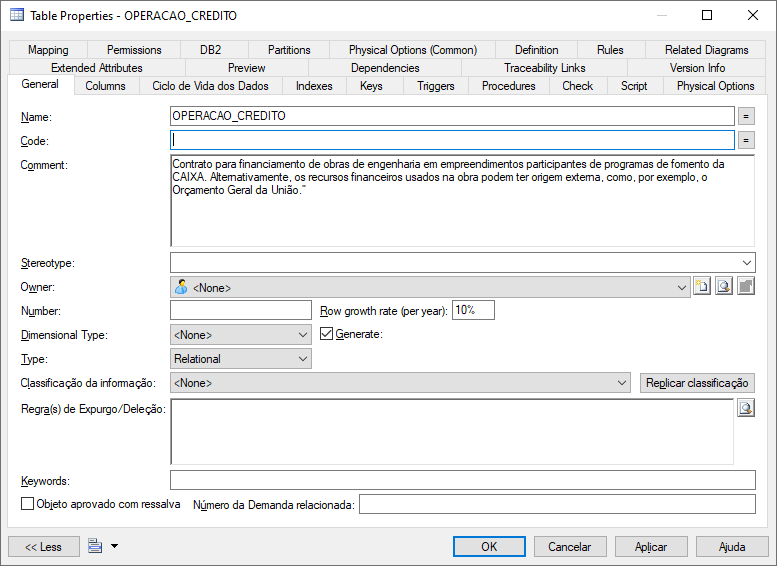 Table Properties - OPERACAO_CREDITO
Mapping Permissions DB2 Partitions Physical Options (Common) Definition Rules Related Diagrams
Extended Attributes Preview Dependencies Traceability Links Version Info
General Columns Ciclo de Vida dos Dados Indexes Keys Triggers Procedures Check Script Physical Options
Name: OPERACAO_CREDITO =
Code: =
Comment: Contrato para financiamento de obras de engenharia em empreendimentos participantes de programas de fomento da
CAIXA. Alternativamente, os recursos financeiros usados na obra podem ter origem externa, como, por exemplo, o
Orçamento Geral da União."
Stereotype:
Owner: <None>
Number: Row growth rate (per year): 10%
Dimensional Type: <None> Generate:
Type: Relational
Classificação da informação: <None> Replicar classificação
Regra(s) de Expurgo/Deleção:
Keywords:
Objeto aprovado com ressalva Número da Demanda relacionada:
<< Less OK Cancelar Aplicar Ajuda